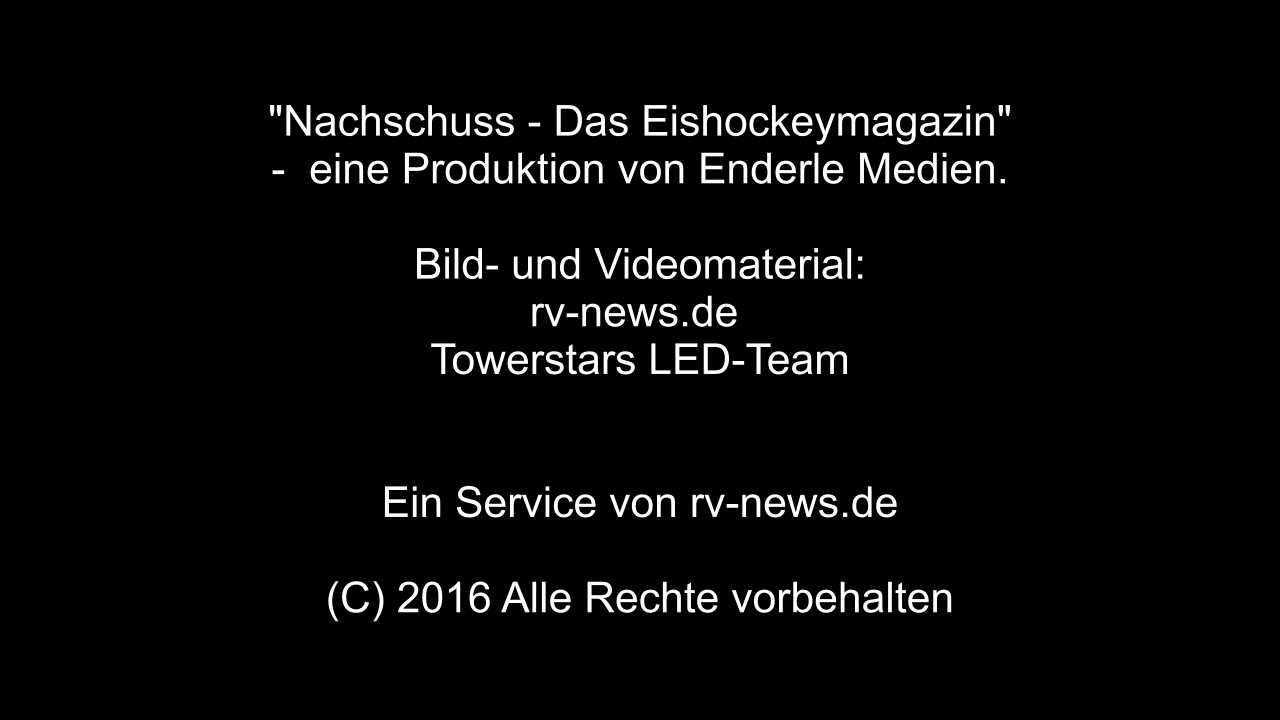 "Nachschuss - Das Eishockeymagazin"
-  eine Produktion von Enderle Medien.
Bild- und Videomaterial:
rv-news.de
Towerstars LED-Team
Ein Service von rv-news.de
(C) 2016 Alle Rechte vorbehalten